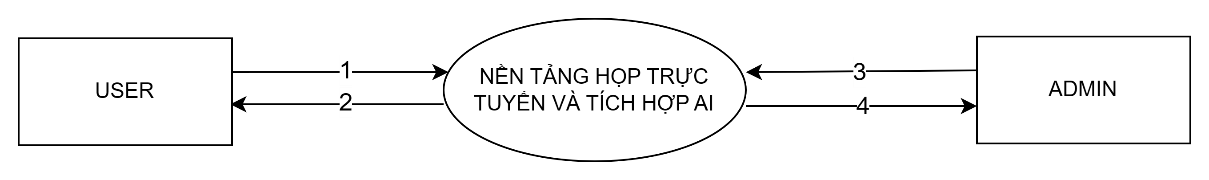 USER
1
2
NỀN TẢNG HỌP TRỰC
TUYẾN VÀ TÍCH HỢP AI
3
4
ADMIN